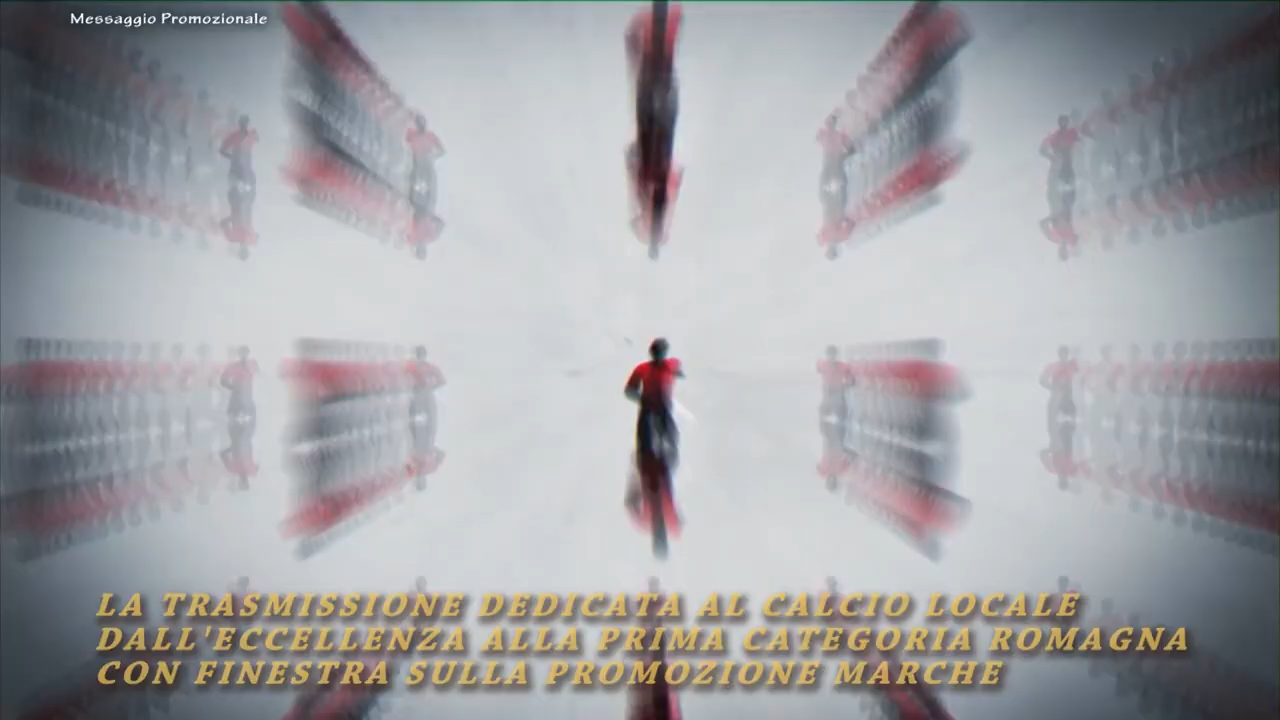 Messaggio Promozionale
LA TRASMISSIONE DEDICATA AL CALCIO LOCALE
DALL'ECCELLENZA ALLA PRIMA CATEGORIA ROMAGNA
CON FINESTRA SULLA PROMOZIONE MARCHE